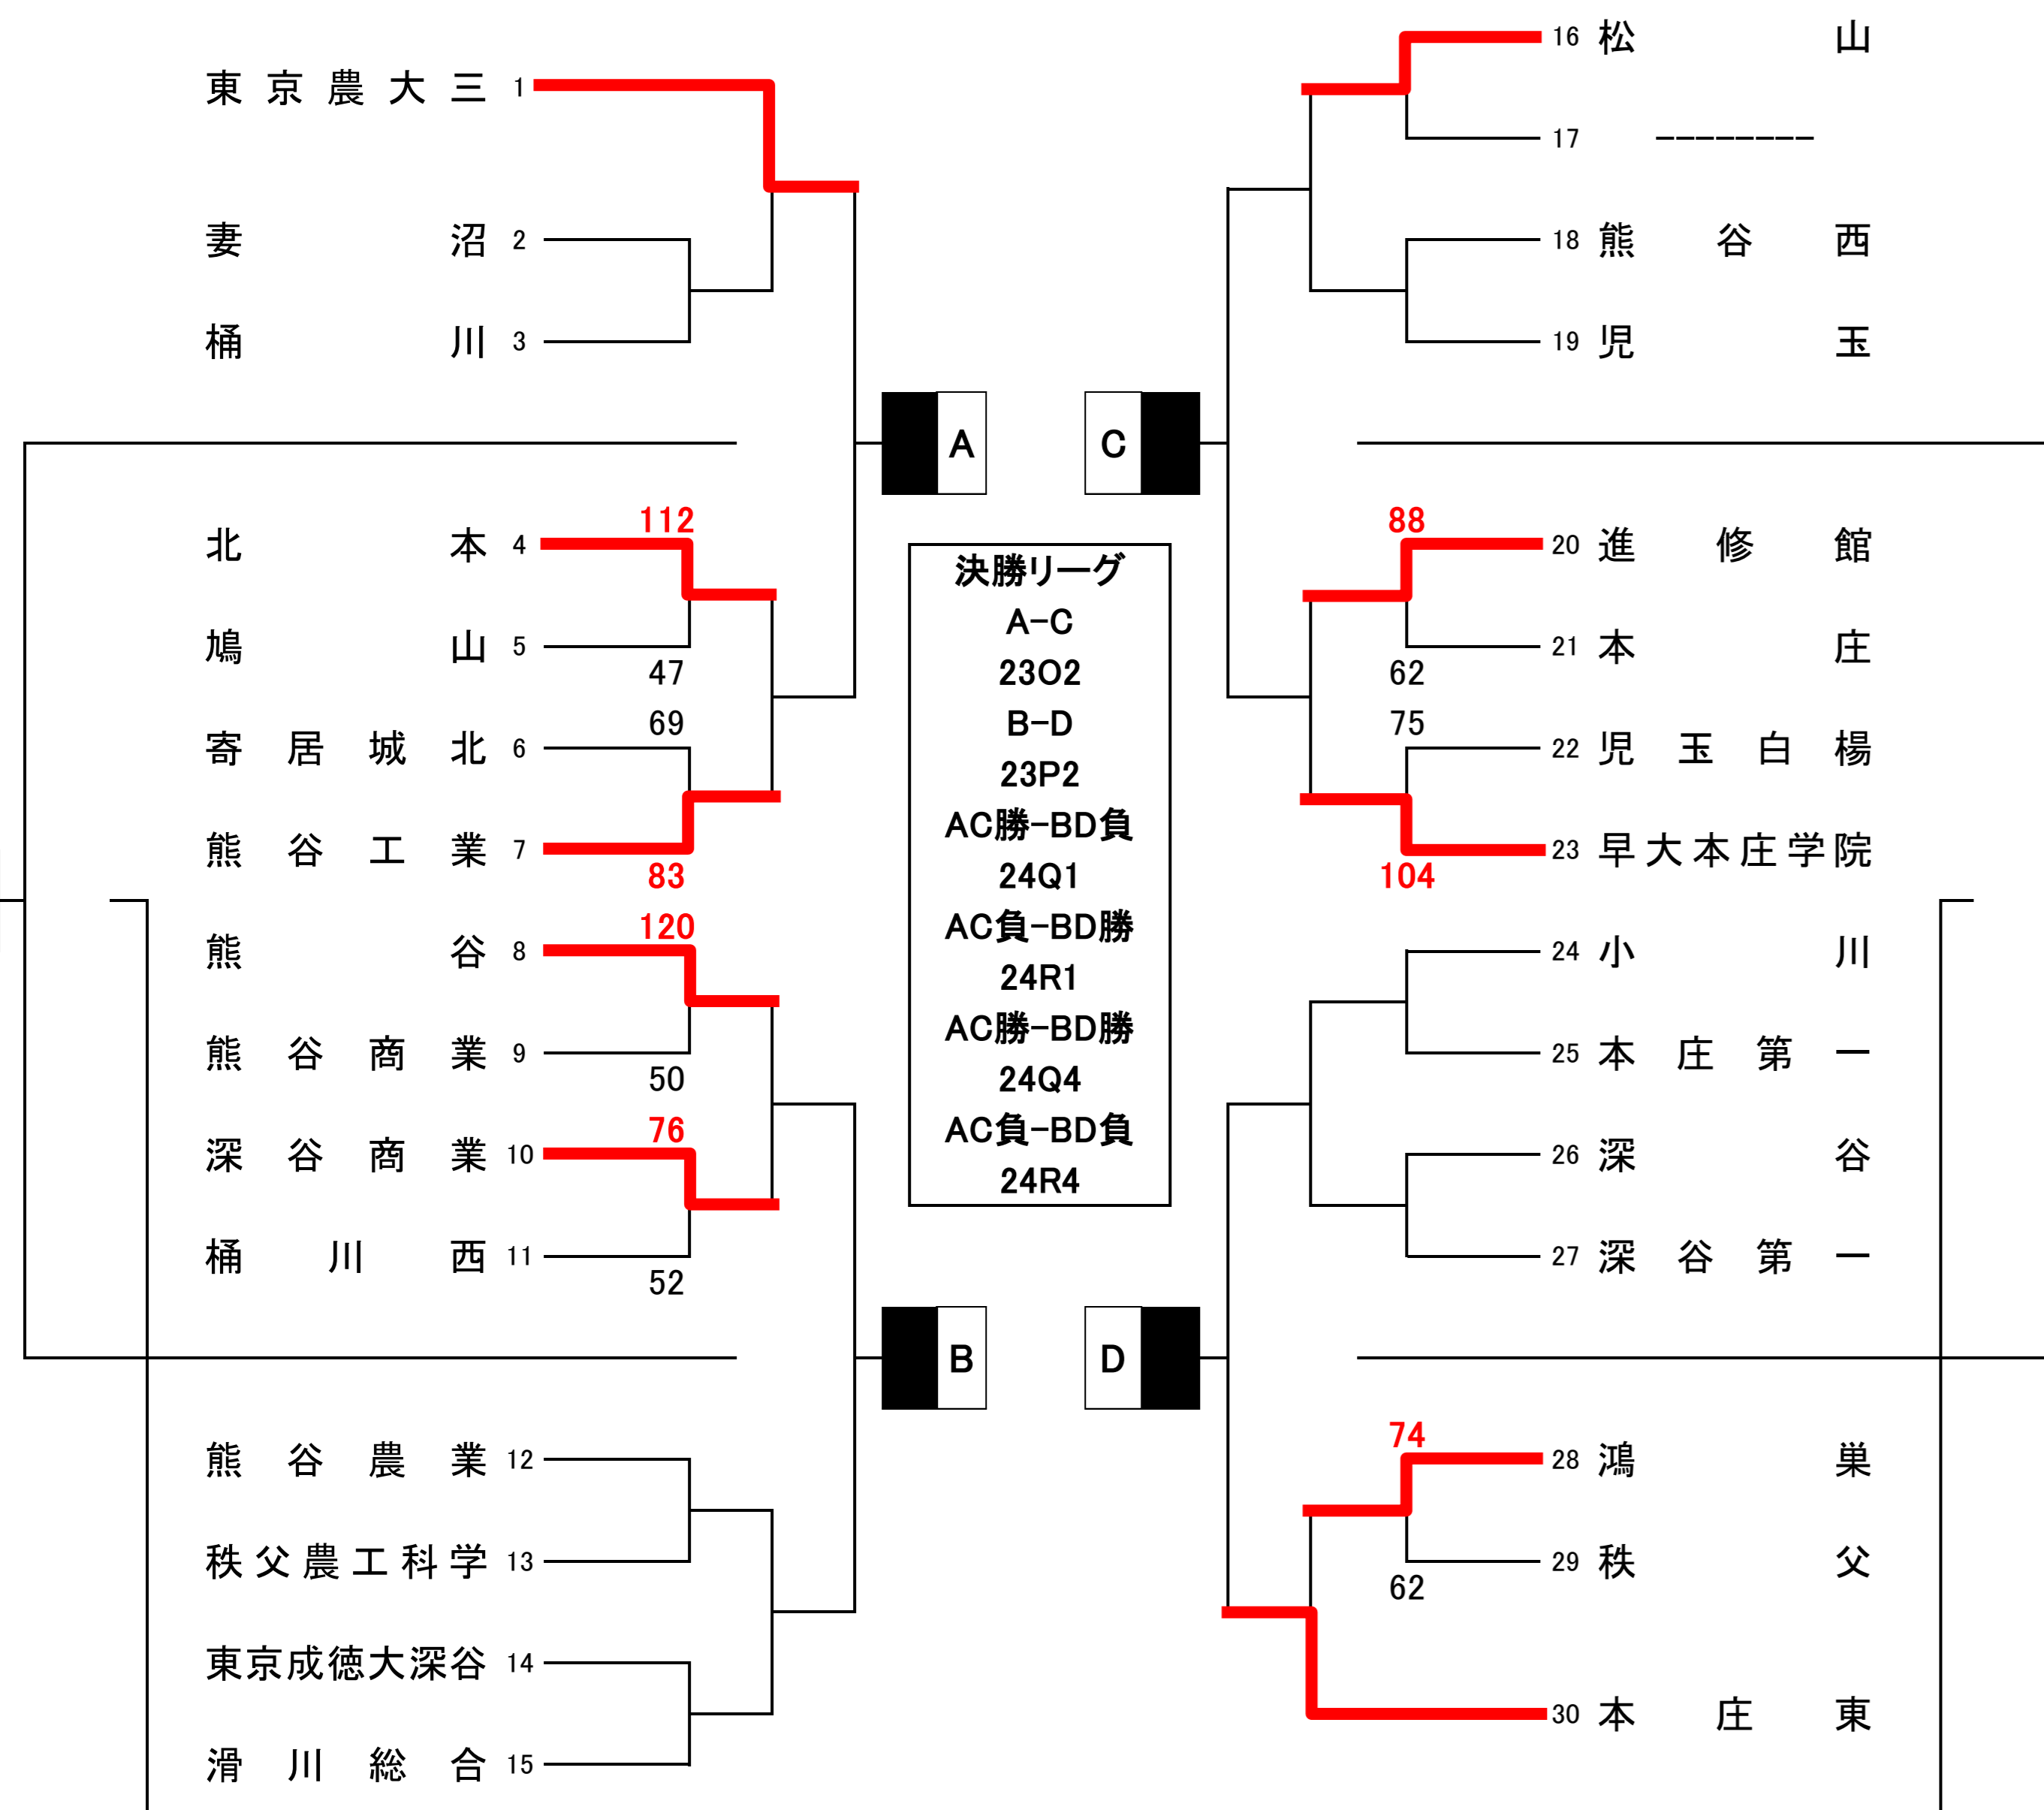 東京農大三 1
妻沼 2
桶川 3
A
112
北本 4
鳩山 5
47
69
寄居城北 6
熊谷工業 7
83
120
熊谷 8
熊谷商業 9
50
76
深谷商業 10
桶川西 11
52
B
熊谷農業 12
秩父農工科学 13
東京成徳大深谷 14
滑川総合 15
決勝リーグ
A-C
23O2
B-D
23P2
AC勝-BD負
24Q1
AC負-BD勝
24R1
AC勝-BD勝
24Q4
AC負-BD負
24R4
16 松山
17 --------
18 熊谷西
19 児玉
C
88
20 進修館
21 本庄
62
75
22 児玉白楊
23 早大本庄学院
104
24 小川
25 本庄第一
26 深谷
27 深谷第一
D
74
28 鴻巣
29 秩父
62
30 本庄東